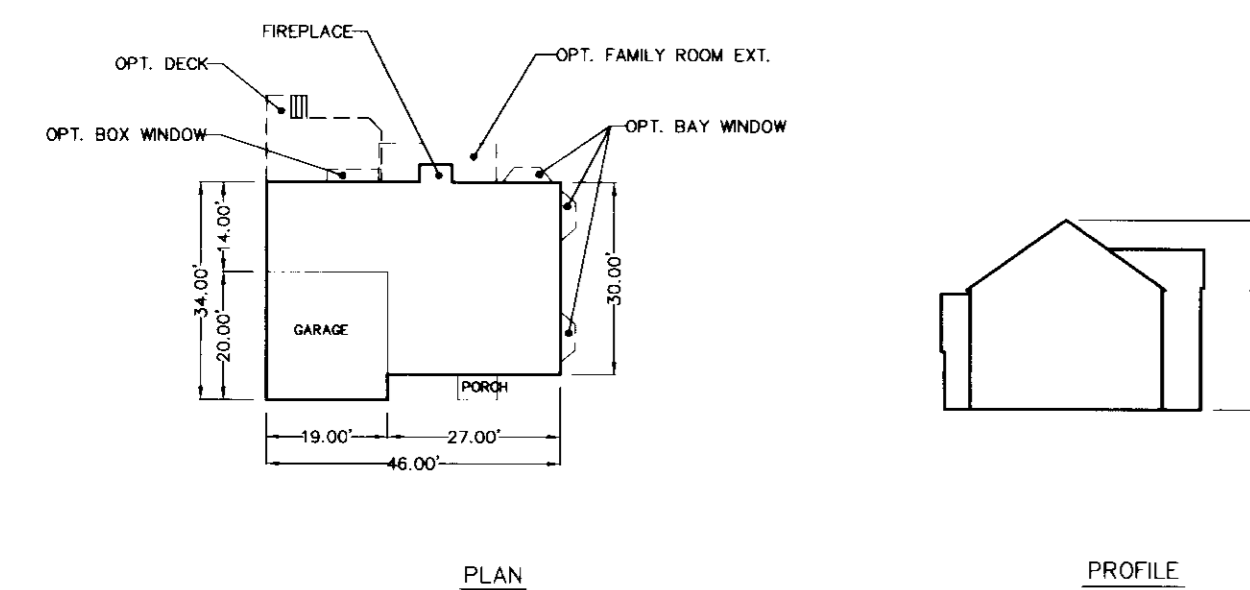 FIREPLACE
OPT. DECK
OPT. FAMILY ROOM EXT.
OPT. BOX WINDOW
OPT. BAY WINDOW
14.00'
34.00'
20.00'
30.00'
GARAGE
PORCH
19.00'
27.00'
46.00'
PLAN
PROFILE